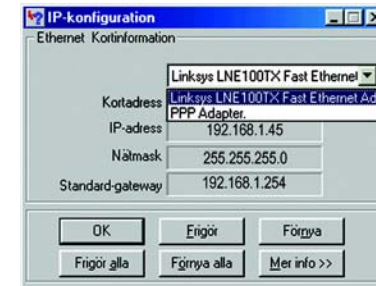 IP-konfiguration
Ethernet Kortinformation
Linksys LNE100TX Fast Ethernet
Linksys LNE100TX Fast Ethernet Ad
PPP Adapter.
Kortadress
IP-adress 192.168.1.45
Nätmask 255.255.255.0
Standard-gateway 192.168.1.254
OK Frigör Förnya
Frigör alla Förnya alla Mer info >>